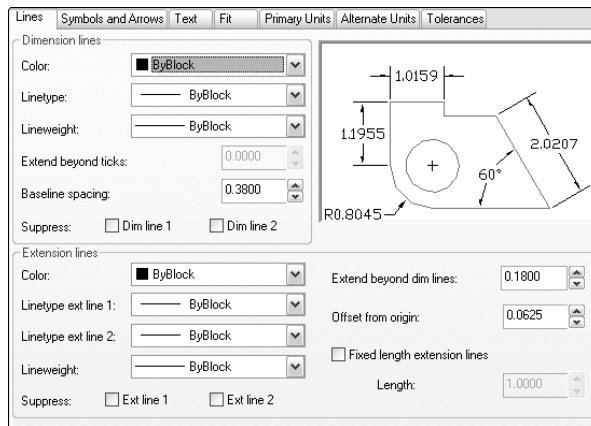 Lines Symbols and Arrows Text Fit Primary Units Alternate Units Tolerances
Dimension lines
Color: ByBlock
Linetype: ByBlock
Lineweight: ByBlock
Extend beyond ticks: 0.0000
Baseline spacing: 0.3800
Suppress: Dim line 1 Dim line 2
1.0159
1.1955
2.0207
60°
R0.8045
Extension lines
Color: ByBlock
Linetype ext line 1: ByBlock
Linetype ext line 2: ByBlock
Lineweight: ByBlock
Suppress: Ext line 1 Ext line 2
Extend beyond dim lines: 0.1800
Offset from origin: 0.0625
Fixed length extension lines
Length: 1.0000